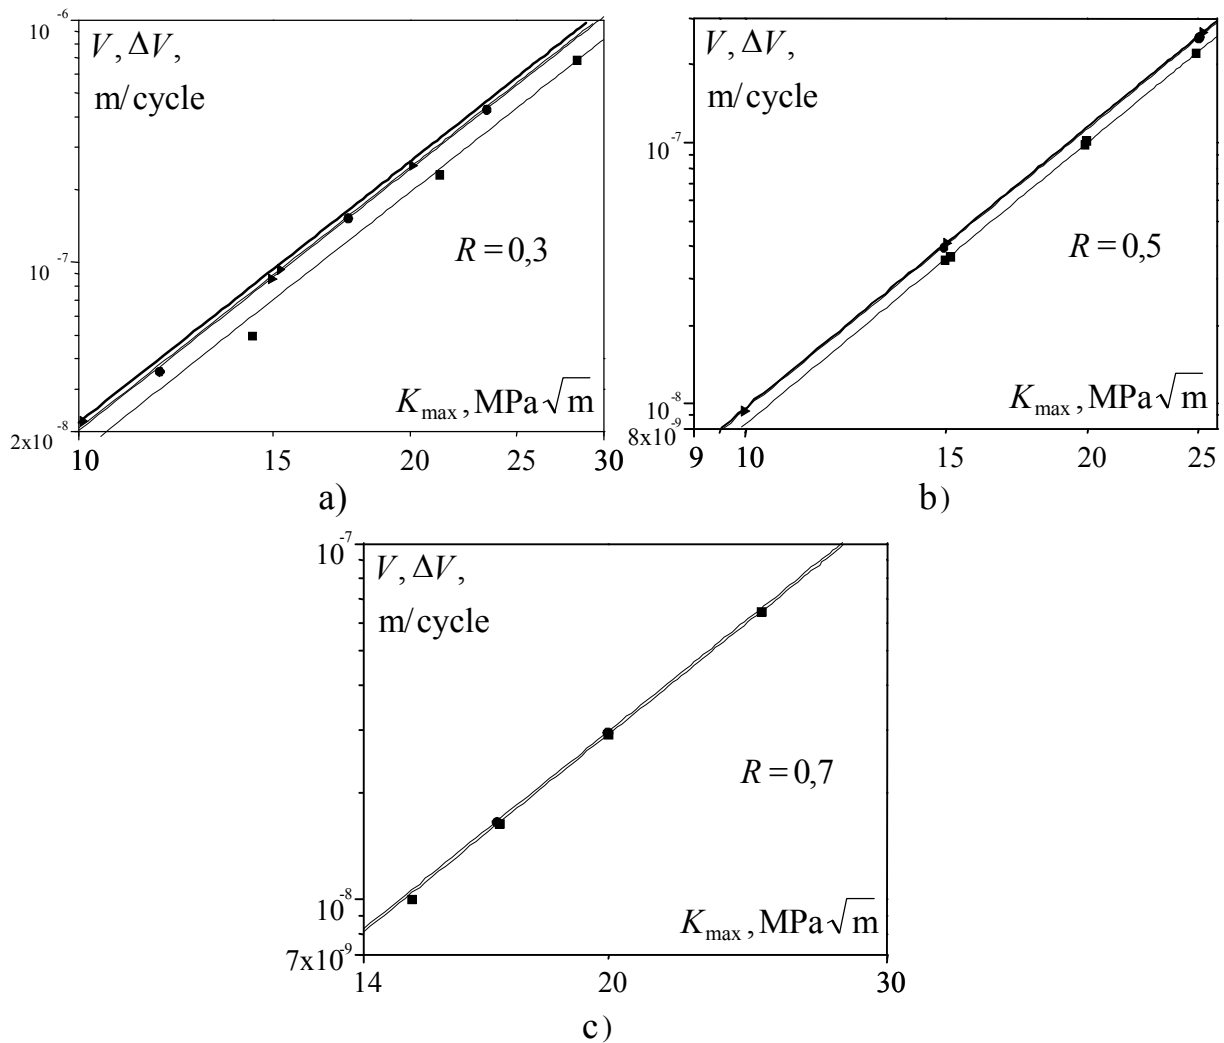 10⁻⁶
V, ΔV,
m/cycle
R = 0,3
10⁻⁷
K_max, MPa√m
2x10⁻⁸
10 15 20 25 30
a)
V, ΔV,
m/cycle
10⁻⁷
R = 0,5
10⁻⁸
K_max, MPa√m
8x10⁻⁹
9 10 15 20 25
b)
10⁻⁷
V, ΔV,
m/cycle
R = 0,7
10⁻⁸
K_max, MPa√m
7x10⁻⁹
14 20 30
c)